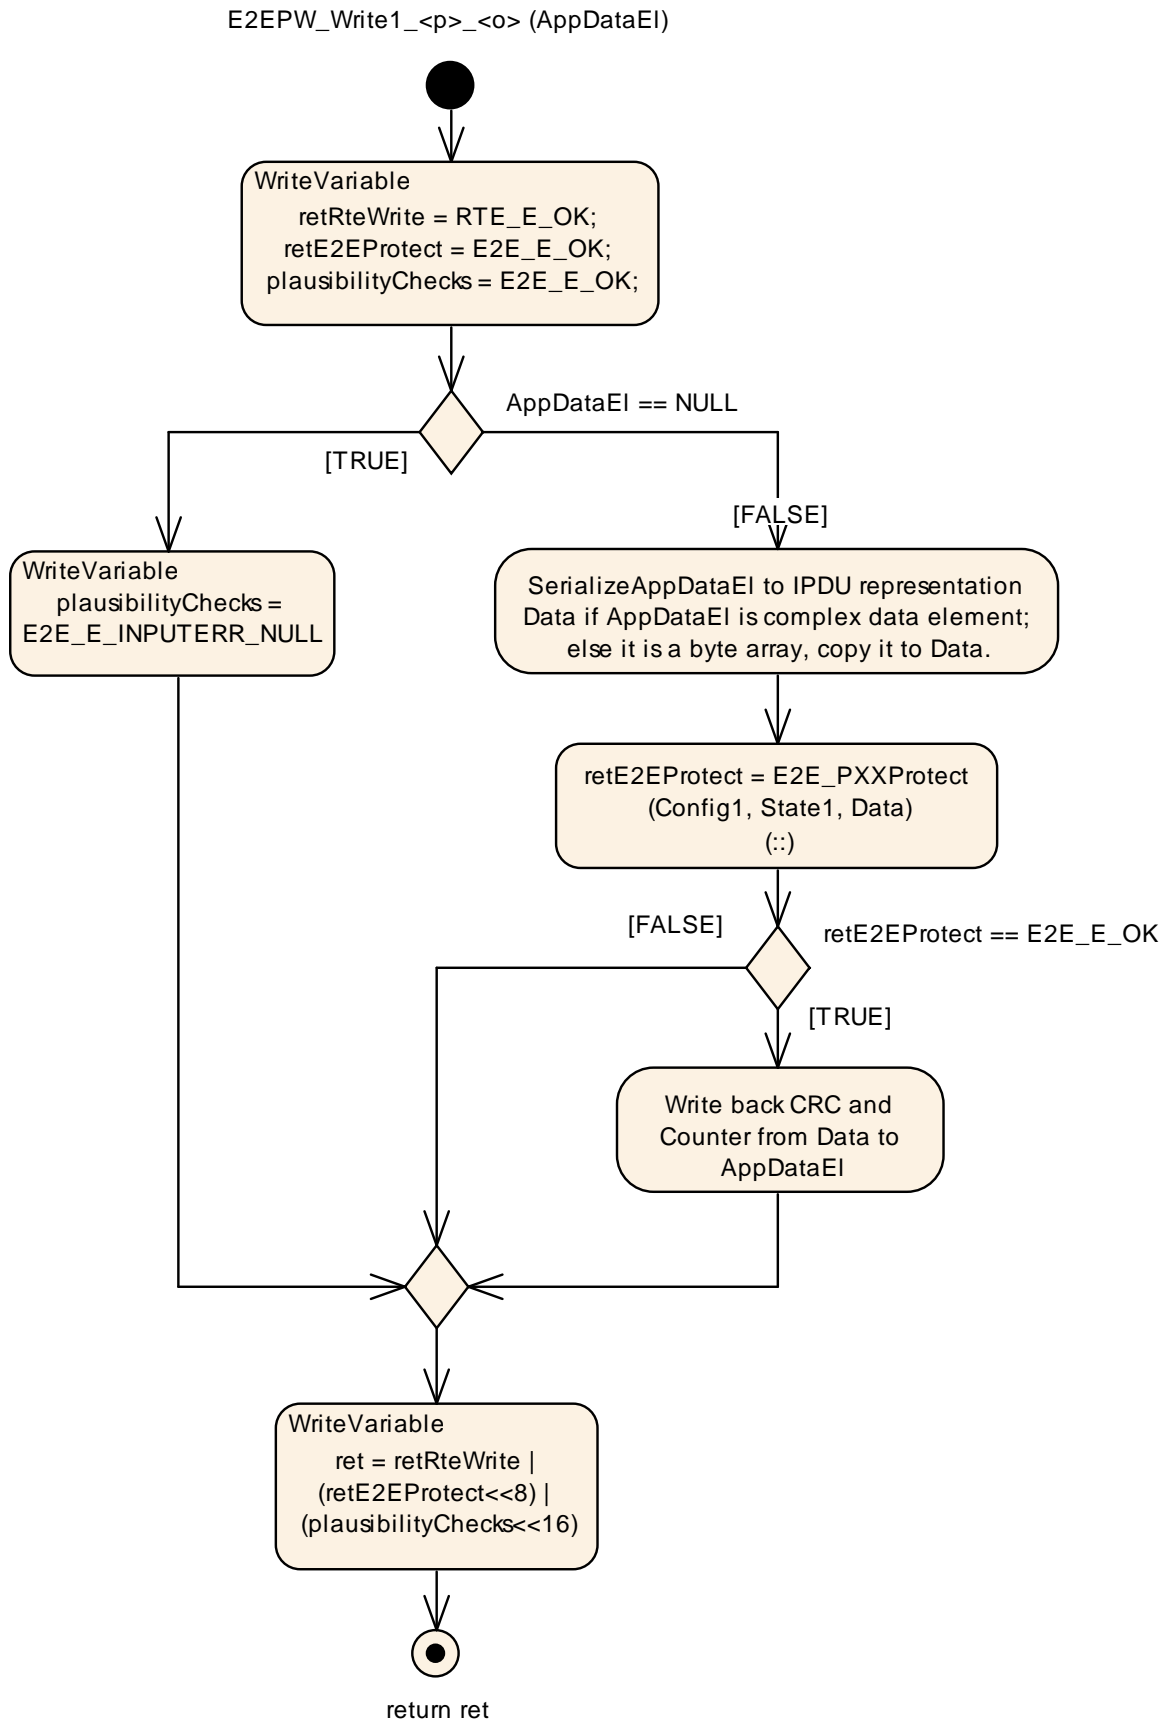 E2EPW_Write1_<p>_<o> (AppDataEl)
WriteVariable
retRteWrite = RTE_E_OK;
retE2EProtect = E2E_E_OK;
plausibilityChecks = E2E_E_OK;
AppDataEl == NULL
[TRUE]
[FALSE]
WriteVariable
plausibilityChecks =
E2E_E_INPUTERR_NULL
SerializeAppDataEl to IPDU representation
Data if AppDataEl is complex data element;
else it is a byte array, copy it to Data.
retE2EProtect = E2E_PXXProtect
(Config1, State1, Data)
(::)
[FALSE]
retE2EProtect == E2E_E_OK
[TRUE]
Write back CRC and
Counter from Data to
AppDataEl
WriteVariable
ret = retRteWrite |
(retE2EProtect<<8) |
(plausibilityChecks<<16)
return ret